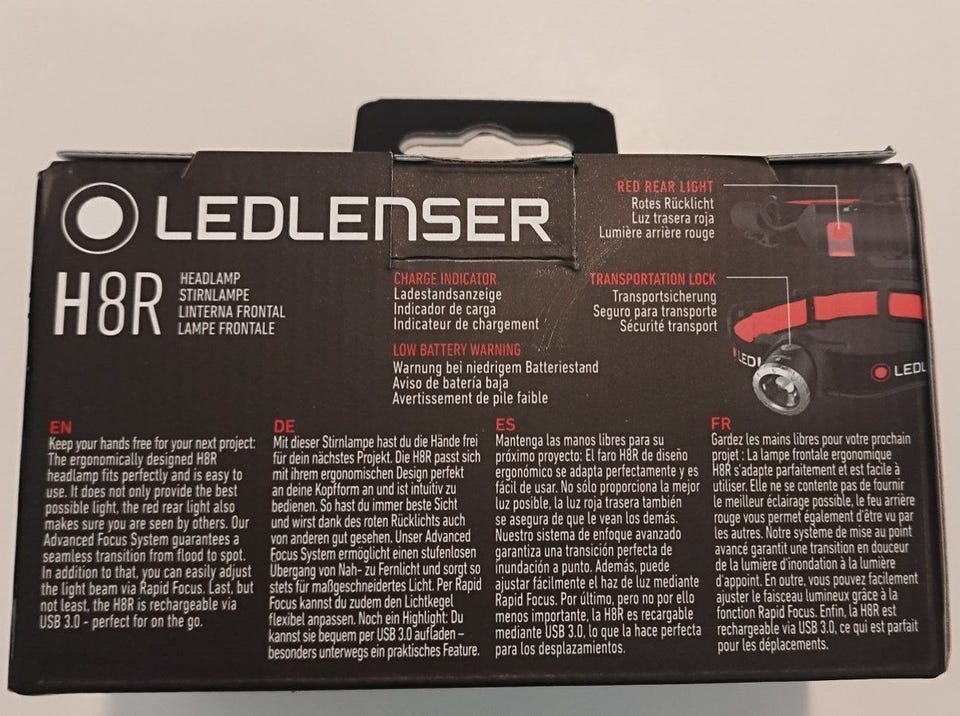 LEDLENSER
H8R
HEADLAMP
STIRNLAMPE
LINTERNA FRONTAL
LAMPE FRONTALE
CHARGE INDICATOR
Ladestandsanzeige
Indicador de carga
Indicateur de chargement
LOW BATTERY WARNING
Warnung bei niedrigem Batteriestand
Aviso de batería baja
Avertissement de pile faible
RED REAR LIGHT
Rotes Rücklicht
Luz trasera roja
Lumière arrière rouge
TRANSPORTATION LOCK
Transportsicherung
Seguro para transporte
Sécurité transport
LEDL
LEDL
EN
Keep your hands free for your next project:
The ergonomically designed H8R
headlamp fits perfectly and is easy to
use. It does not only provide the best
possible light, the red rear light also
makes sure you are seen by others. Our
Advanced Focus System guarantees a
seamless transition from flood to spot.
In addition to that, you can easily adjust
the light beam via Rapid Focus. Last, but
not least, the H8R is rechargeable via
USB 3.0 - perfect for on the go.
DE
Mit dieser Stirnlampe hast du die Hände frei
für dein nächstes Projekt. Die H8R passt sich
mit ihrem ergonomischen Design perfekt
an deine Kopfform an und ist intuitiv zu
bedienen. So hast du immer beste Sicht
und wirst dank des roten Rücklichts auch
von anderen gut gesehen. Unser Advanced
Focus System ermöglicht einen stufenlosen
Übergang von Nah- zu Fernlicht und sorgt so
stets für maßgeschneidertes Licht. Per Rapid
Focus kannst du zudem den Lichtkegel
flexibel anpassen. Noch ein Highlight: Du
kannst sie bequem per USB 3.0 aufladen –
besonders unterwegs ein praktisches Feature.
ES
Mantenga las manos libres para su
próximo proyecto: El faro H8R de diseño
ergonómico se adapta perfectamente y es
fácil de usar. No sólo proporciona la mejor
luz posible, la luz roja trasera también
se asegura de que le vean los demás.
Nuestro sistema de enfoque avanzado
garantiza una transición perfecta de
inundación a punto. Además, puede
ajustar fácilmente el haz de luz mediante
Rapid Focus. Por último, pero no por ello
menos importante, la H8R es recargable
mediante USB 3.0, lo que la hace perfecta
para los desplazamientos.
FR
Gardez les mains libres pour votre prochain
projet : La lampe frontale ergonomique
H8R s'adapte parfaitement et est facile à
utiliser. Elle ne se contente pas de fournir
le meilleur éclairage possible, le feu arrière
rouge vous permet également d'être vu par
les autres. Notre système de mise au point
avancé garantit une transition en douceur
de la lumière d'inondation à la lumière
d'appoint. En outre, vous pouvez facilement
ajuster le faisceau lumineux grâce à la
fonction Rapid Focus. Enfin, la H8R est
rechargeable via USB 3.0, ce qui est parfait
pour les déplacements.